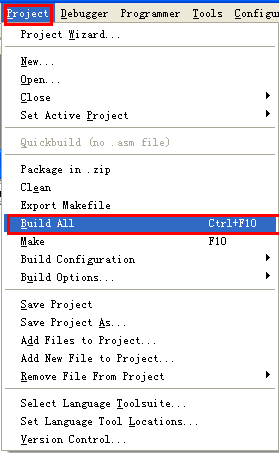 Project Debugger Programmer Tools Configu
Project Wizard...
New...
Open...
Close
Set Active Project
Quickbuild (no .asm file)
Package in .zip
Clean
Export Makefile
Build All Ctrl+F10
Make F10
Build Configuration
Build Options...
Save Project
Save Project As...
Add Files to Project...
Add New File to Project...
Remove File From Project
Select Language Toolsuite...
Set Language Tool Locations...
Version Control...